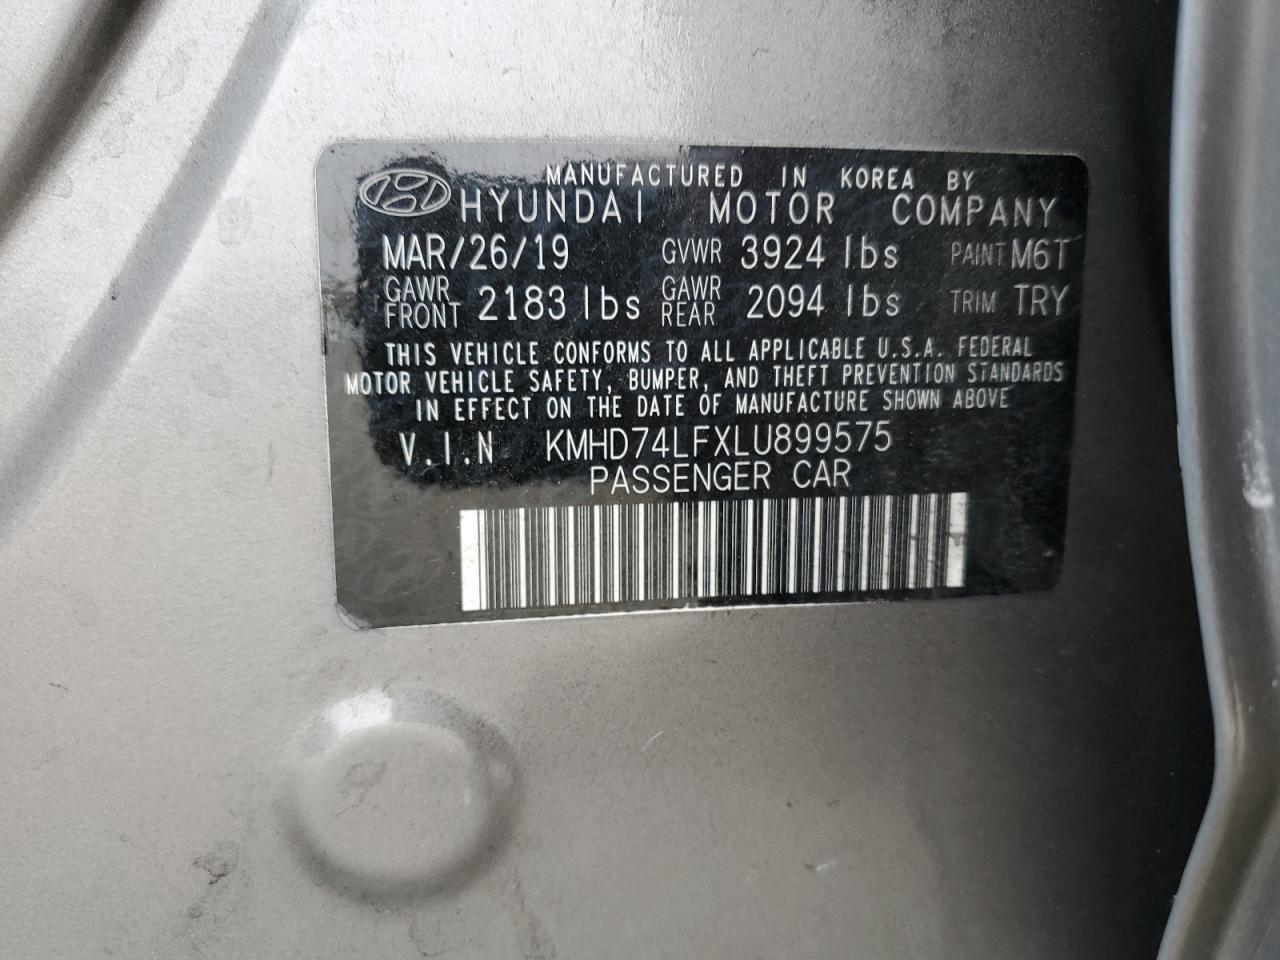 MANUFACTURED IN KOREA BY
HYUNDAI MOTOR COMPANY
MAR/26/19 GVWR 3924 lbs PAINT M6T
GAWR FRONT 2183 lbs GAWR REAR 2094 lbs TRIM TRY
THIS VEHICLE CONFORMS TO ALL APPLICABLE U.S.A. FEDERAL
MOTOR VEHICLE SAFETY, BUMPER, AND THEFT PREVENTION STANDARDS
IN EFFECT ON THE DATE OF MANUFACTURE SHOWN ABOVE
V.I.N KMHD74LFXLU899575
PASSENGER CAR